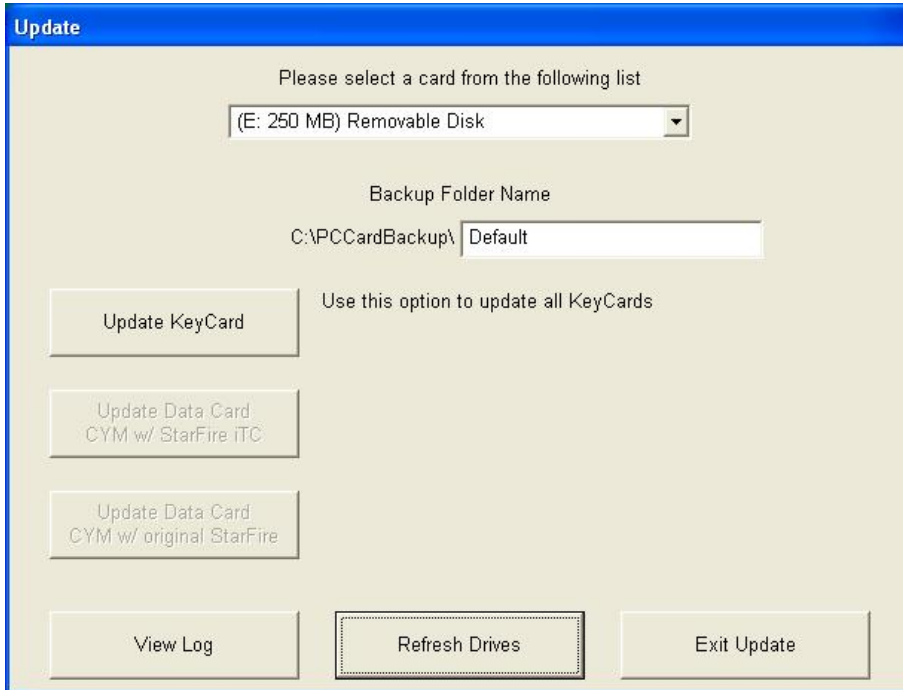 Update
Please select a card from the following list
(E: 250 MB) Removable Disk
Backup Folder Name
C:\PCCardBackup\ Default
Update KeyCard
Use this option to update all KeyCards
Update Data Card
CYM w/ StarFire iTC
Update Data Card
CYM w/ original StarFire
View Log
Refresh Drives
Exit Update